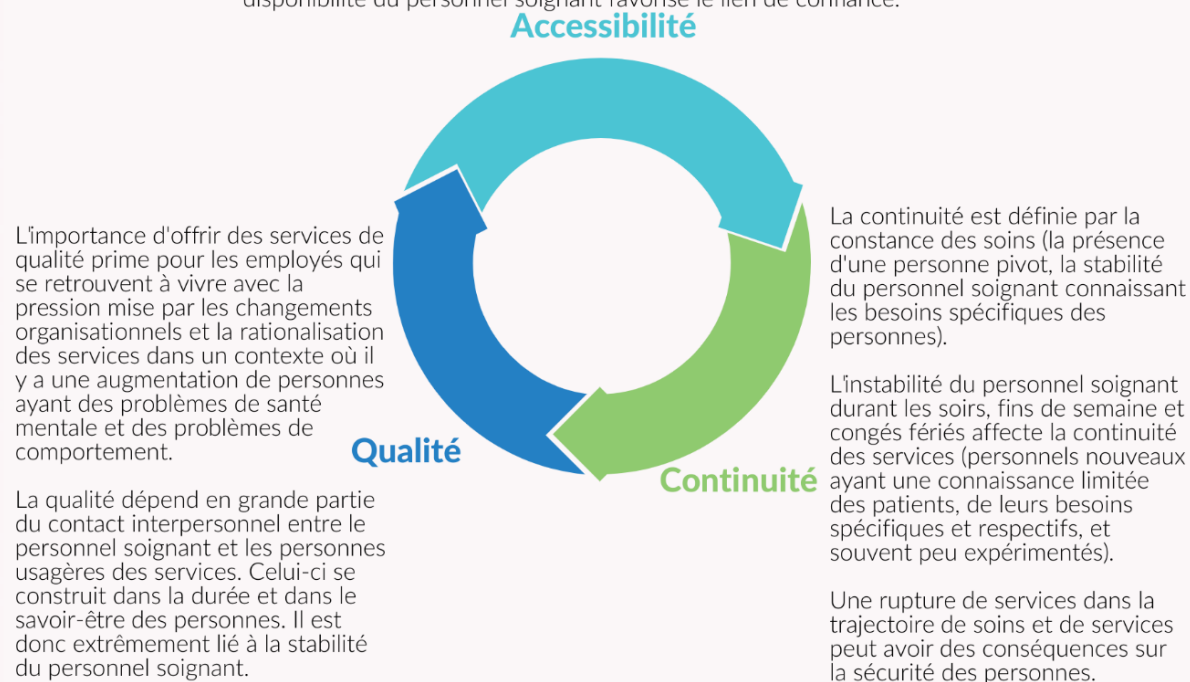 disponibilité du personnel soignant favorise le lien de confiance.
Accessibilité
L'importance d'offrir des services de
qualité prime pour les employés qui
se retrouvent à vivre avec la
pression mise par les changements
organisationnels et la rationalisation
des services dans un contexte où il
y a une augmentation de personnes
ayant des problèmes de santé
mentale et des problèmes de
comportement.
Qualité
La qualité dépend en grande partie
du contact interpersonnel entre le
personnel soignant et les personnes
usagères des services. Celui-ci se
construit dans la durée et dans le
savoir-être des personnes. Il est
donc extrêmement lié à la stabilité
du personnel soignant.
La continuité est définie par la
constance des soins (la présence
d'une personne pivot, la stabilité
du personnel soignant connaissant
les besoins spécifiques des
personnes).
L'instabilité du personnel soignant
durant les soirs, fins de semaine et
congés fériés affecte la continuité
des services (personnels nouveaux
ayant une connaissance limitée
des patients, de leurs besoins
spécifiques et respectifs, et
souvent peu expérimentés).
Continuité
Une rupture de services dans la
trajectoire de soins et de services
peut avoir des conséquences sur
la sécurité des personnes.